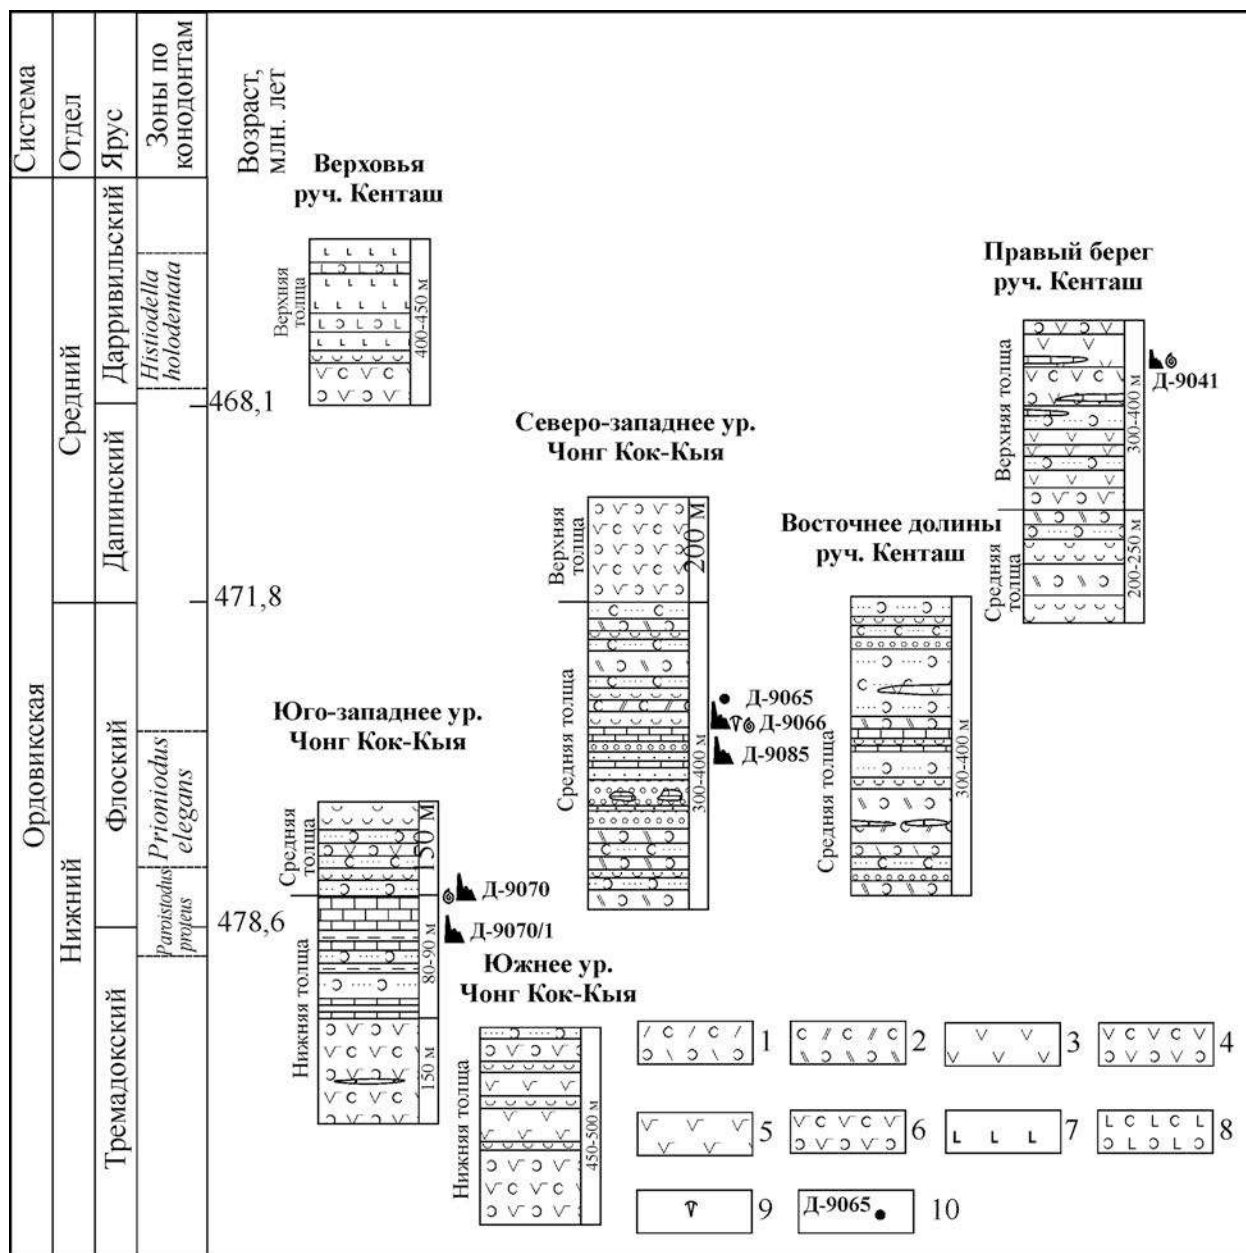 Система
Отдел
Ярус
Зоны по
конодонтам
Возраст,
млн. лет
Ордовикская
Средний
Нижний
Дарривильский
Дапинский
Флоский
Тремадокский
Histiodella
holodentata
Prioniodus
elegans
Paroistodus
proteus
468,1
471,8
478,6
Верховья
руч. Кенташ
Верхняя
толща
400-450 м
Юго-западнее ур.
Чонг Кок-Кыя
Средняя
толща
150 м
Нижняя толща
80-90 м
150 м
Д-9070
Д-9070/1
Южнее ур.
Чонг Кок-Кыя
Нижняя толща
450-500 м
Северо-западнее ур.
Чонг Кок-Кыя
Верхняя
толща
200 м
Средняя толща
300-400 м
Д-9065
Д-9066
Д-9085
Восточнее долины
руч. Кенташ
Средняя толща
300-400 м
Правый берег
руч. Кенташ
Верхняя толща
300-400 м
Средняя
толща
200-250 м
Д-9041
1
2
3
4
5
6
7
8
9
Д-9065
10